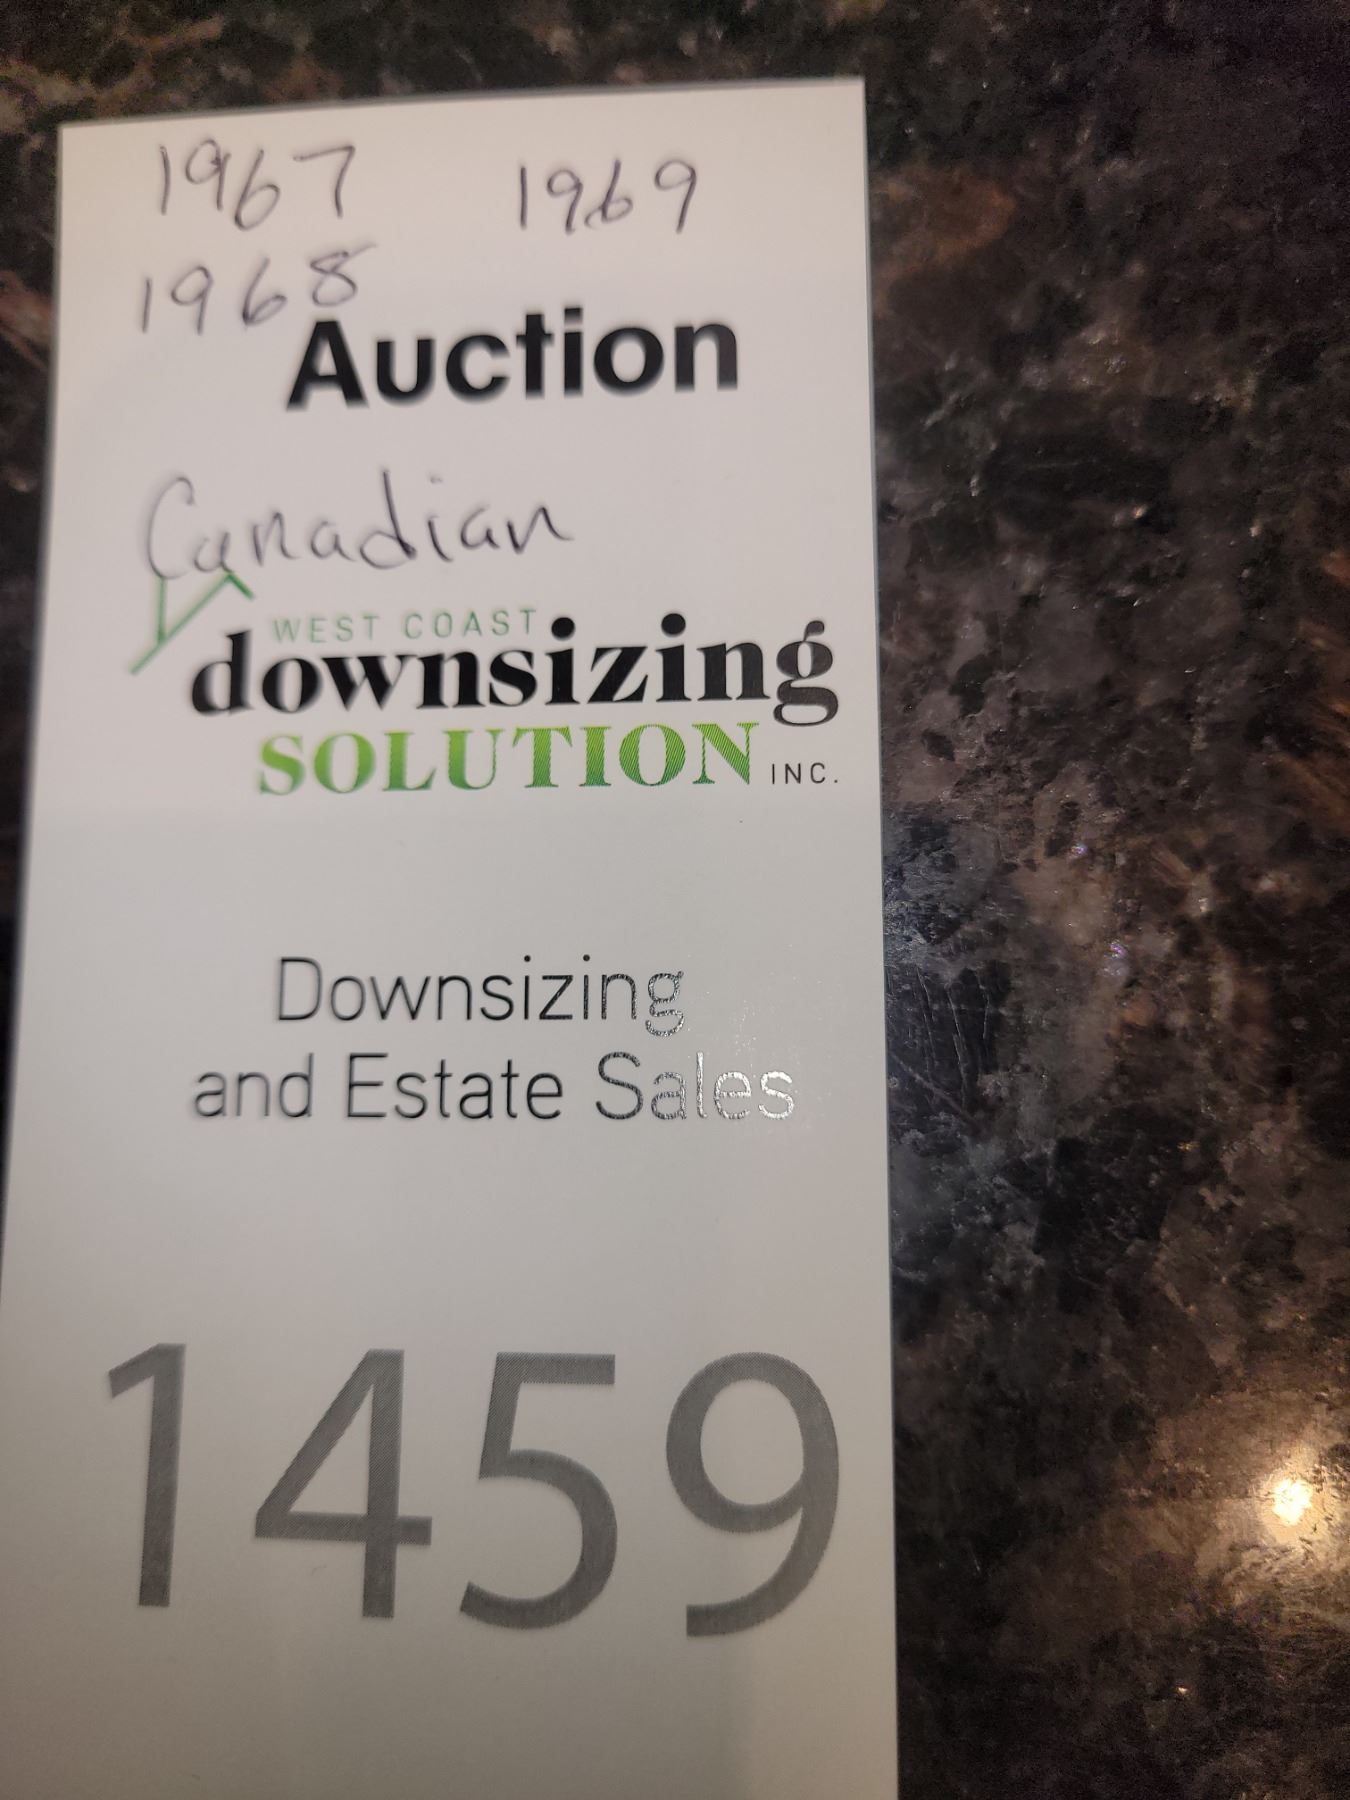 1967 1969
1968
Auction
Canadian
WEST COAST
downsizing
SOLUTION INC.
Downsizing
and Estate Sales
1459